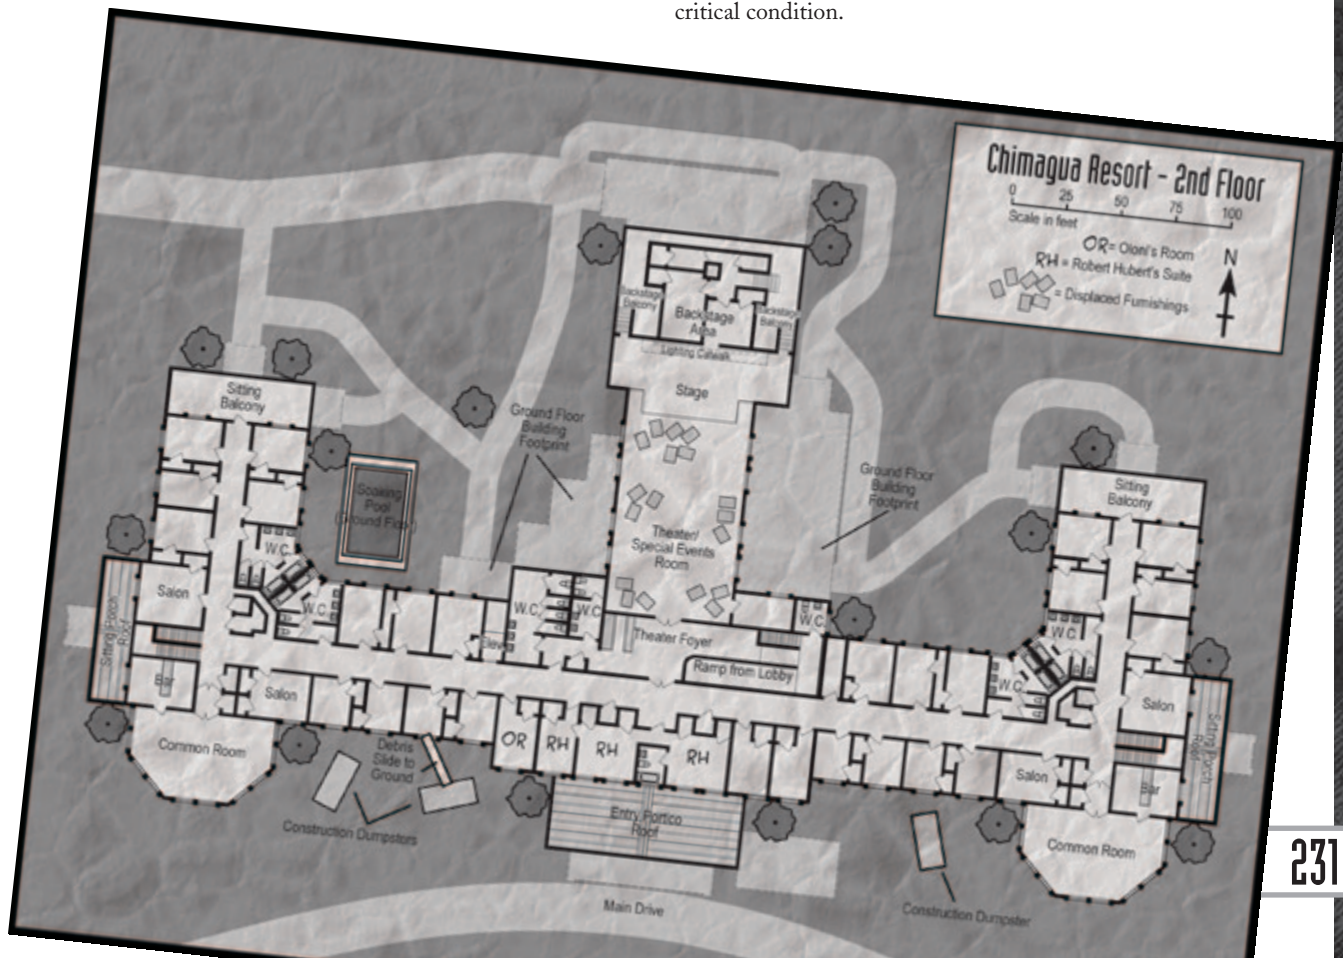 critical condition.
Chimagua Resort - 2nd Floor
0 25 50 75 100
Scale in feet
OR = Oloni's Room
RH = Robert Hubert's Suite
= Displaced Furnishings
N
Backstage
Balcony
Backstage
Area
Backstage
Balcony
Lighting Catwalk
Stage
Sitting
Balcony
Ground Floor
Building
Footprint
Ground Floor
Building
Footprint
Sitting
Balcony
Soaking
Pool
(Ground Floor)
Theater/
Special Events
Room
W.C.
W.C.
W.C.
W.C.
W.C.
W.C.
W.C.
Salon
Sitting Porch
Roof
Elev.
Theater Foyer
Ramp from Lobby
Bar
Salon
Salon
Sitting Porch
Roof
OR
RH
RH
RH
Common Room
Debris
Slide to
Ground
Salon
Bar
Construction Dumpsters
Entry Portico
Roof
Common Room
Main Drive
Construction Dumpster
231